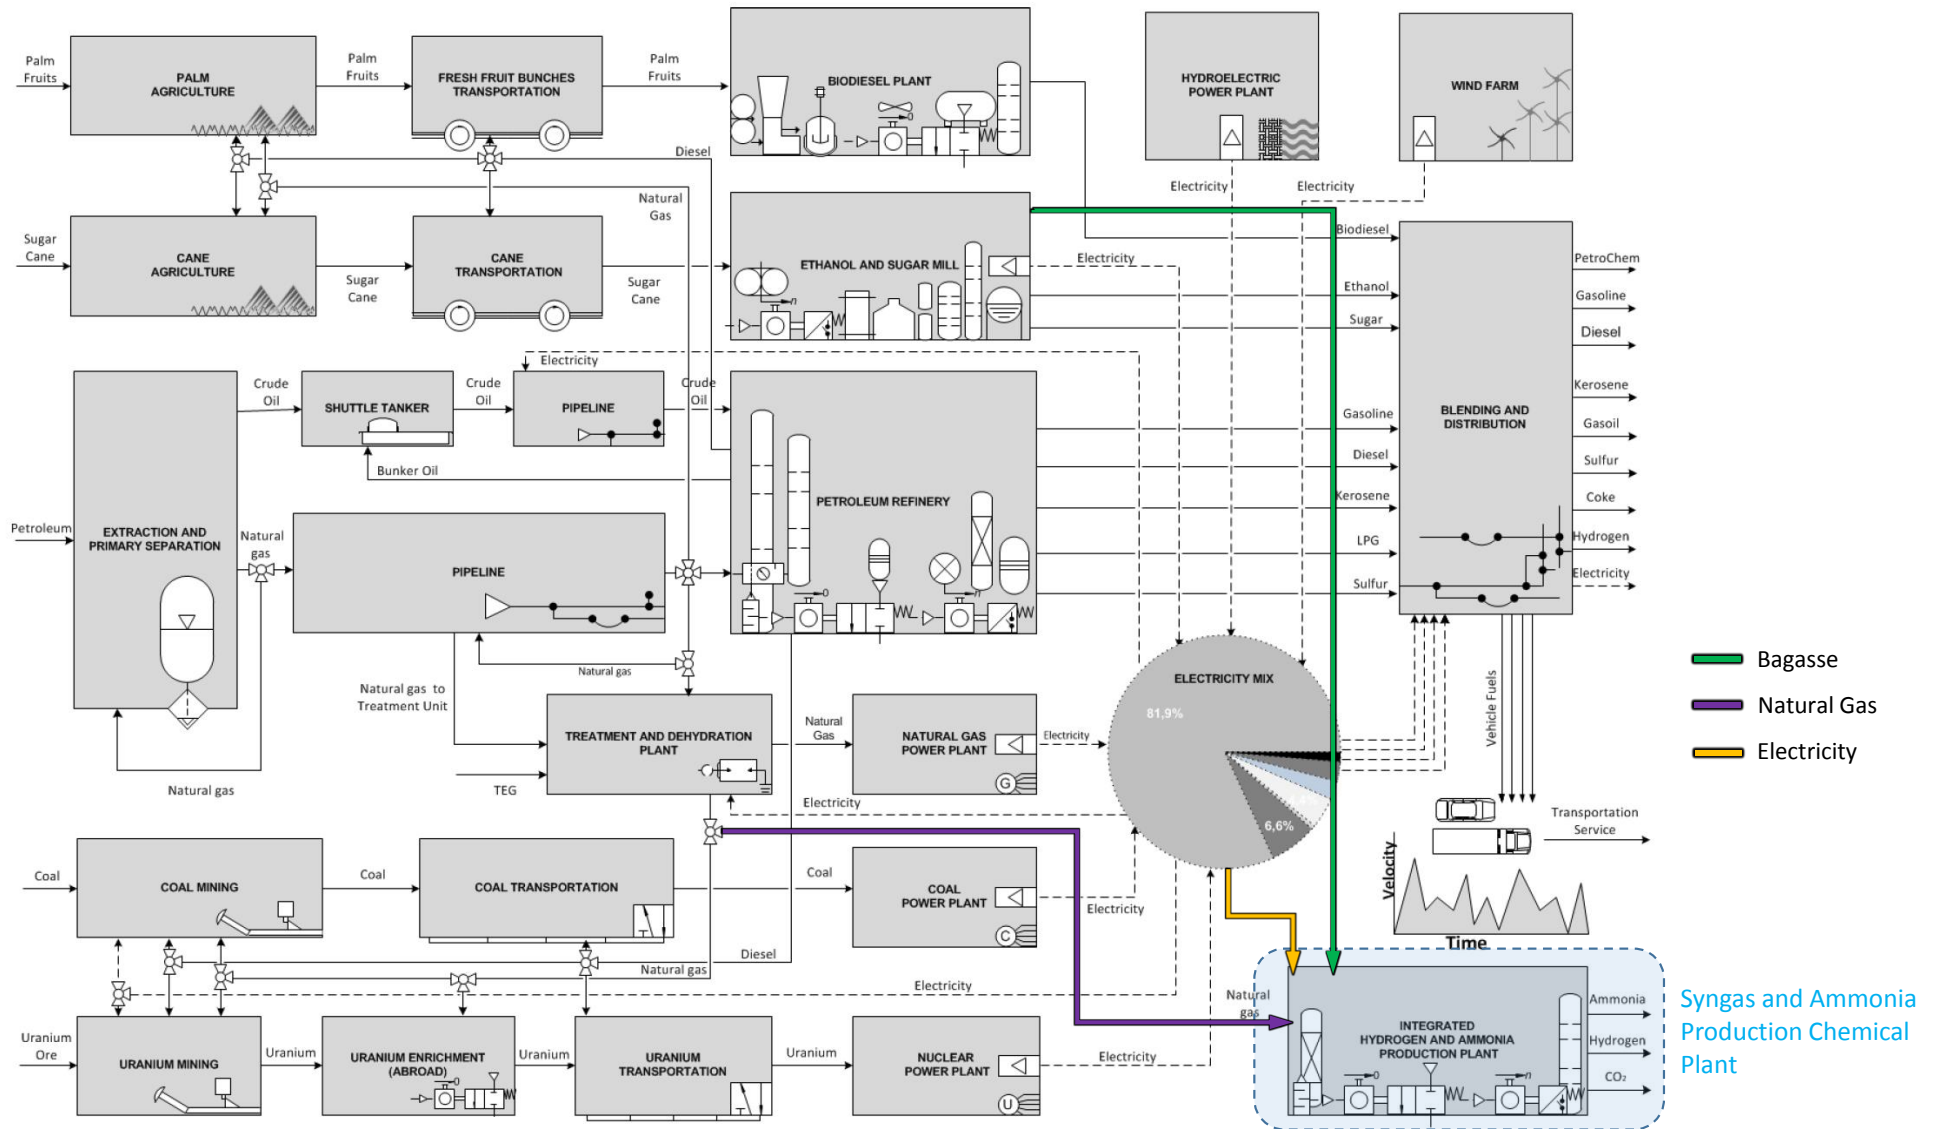 Palm
Fruits
PALM
AGRICULTURE
Palm
Fruits
FRESH FRUIT BUNCHES
TRANSPORTATION
Palm
Fruits
BIODIESEL PLANT
HYDROELECTRIC
POWER PLANT
WIND FARM
Diesel
Natural
Gas
Electricity
Electricity
Sugar
Cane
CANE
AGRICULTURE
Sugar
Cane
CANE
TRANSPORTATION
Sugar
Cane
ETHANOL AND SUGAR MILL
n
Electricity
Biodiesel
Ethanol
Sugar
PetroChem
Gasoline
Diesel
Kerosene
Gasoil
Sulfur
Coke
Hydrogen
Electricity
BLENDING AND
DISTRIBUTION
Electricity
Crude
Oil
SHUTTLE TANKER
Crude
Oil
PIPELINE
Crude
Oil
Bunker Oil
PETROLEUM REFINERY
0
n
Gasoline
Diesel
Kerosene
LPG
Sulfur
Petroleum
EXTRACTION AND
PRIMARY SEPARATION
Natural
gas
PIPELINE
Natural gas
Natural gas to
Treatment Unit
TEG
Natural gas
TREATMENT AND DEHYDRATION
PLANT
Natural
Gas
NATURAL GAS
POWER PLANT
G
Electricity
Electricity
ELECTRICITY MIX
81,9%
6,6%
Vehicle Fuels
Bagasse
Natural Gas
Electricity
Transportation
Service
Velocity
Time
Coal
COAL MINING
Coal
COAL TRANSPORTATION
Coal
COAL
POWER PLANT
C
Electricity
Diesel
Natural gas
Electricity
Uranium
Ore
URANIUM MINING
Uranium
URANIUM ENRICHMENT
(ABROAD)
0
Uranium
URANIUM
TRANSPORTATION
Uranium
NUCLEAR
POWER PLANT
U
Electricity
Natural
gas
INTEGRATED
HYDROGEN AND AMMONIA
PRODUCTION PLANT
0
n
Ammonia
Hydrogen
CO₂
Syngas and Ammonia
Production Chemical
Plant